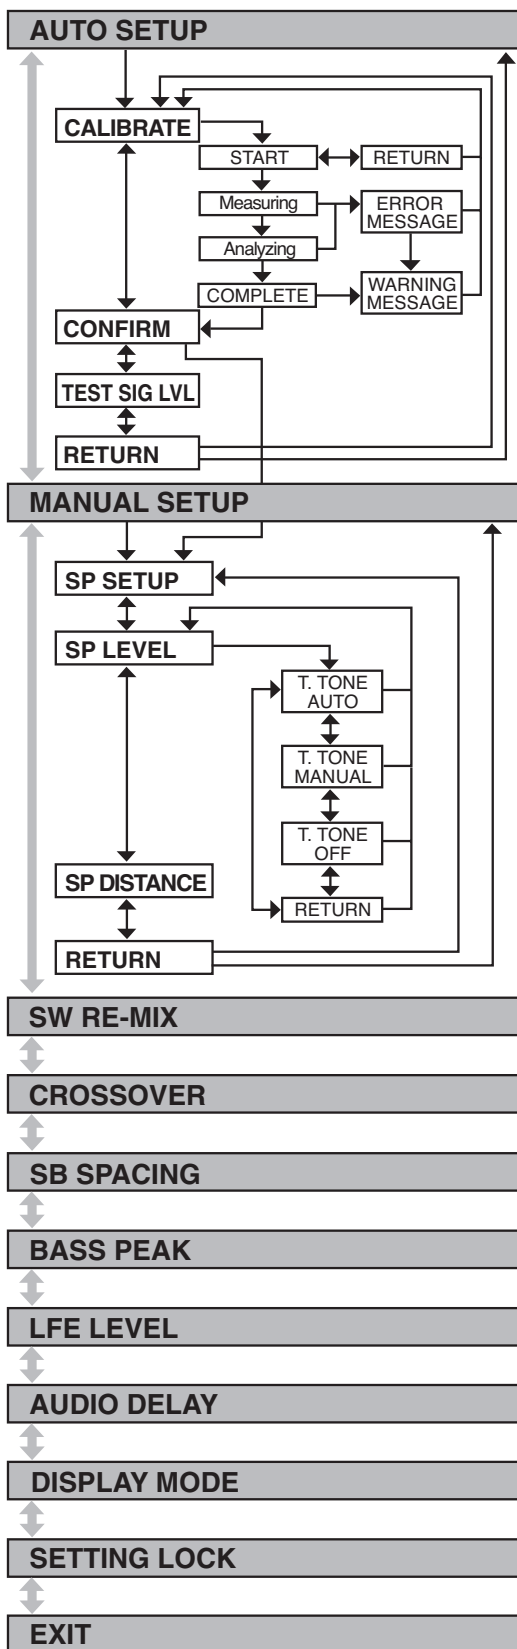 AUTO SETUP
CALIBRATE
START
RETURN
Measuring
ERROR
MESSAGE
Analyzing
COMPLETE
WARNING
MESSAGE
CONFIRM
TEST SIG LVL
RETURN
MANUAL SETUP
SP SETUP
SP LEVEL
T. TONE
AUTO
T. TONE
MANUAL
T. TONE
OFF
RETURN
SP DISTANCE
RETURN
SW RE-MIX
CROSSOVER
SB SPACING
BASS PEAK
LFE LEVEL
AUDIO DELAY
DISPLAY MODE
SETTING LOCK
EXIT